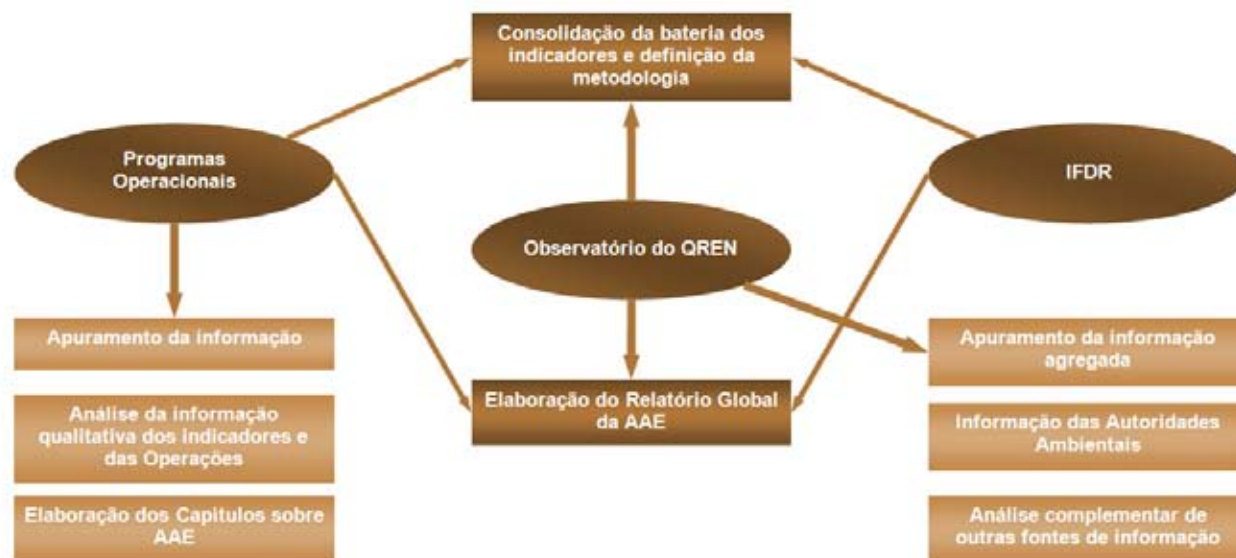 Consolidação da bateria dos
indicadores e definição da
metodologia
Programas
Operacionais
IFDR
Observatório do QREN
Apuramento da informação
Análise da informação
qualitativa dos indicadores e
das Operações
Elaboração dos Capitulos sobre
AAE
Elaboração do Relatório Global
da AAE
Apuramento da informação
agregada
Informação das Autoridades
Ambientais
Análise complementar de
outras fontes de informação